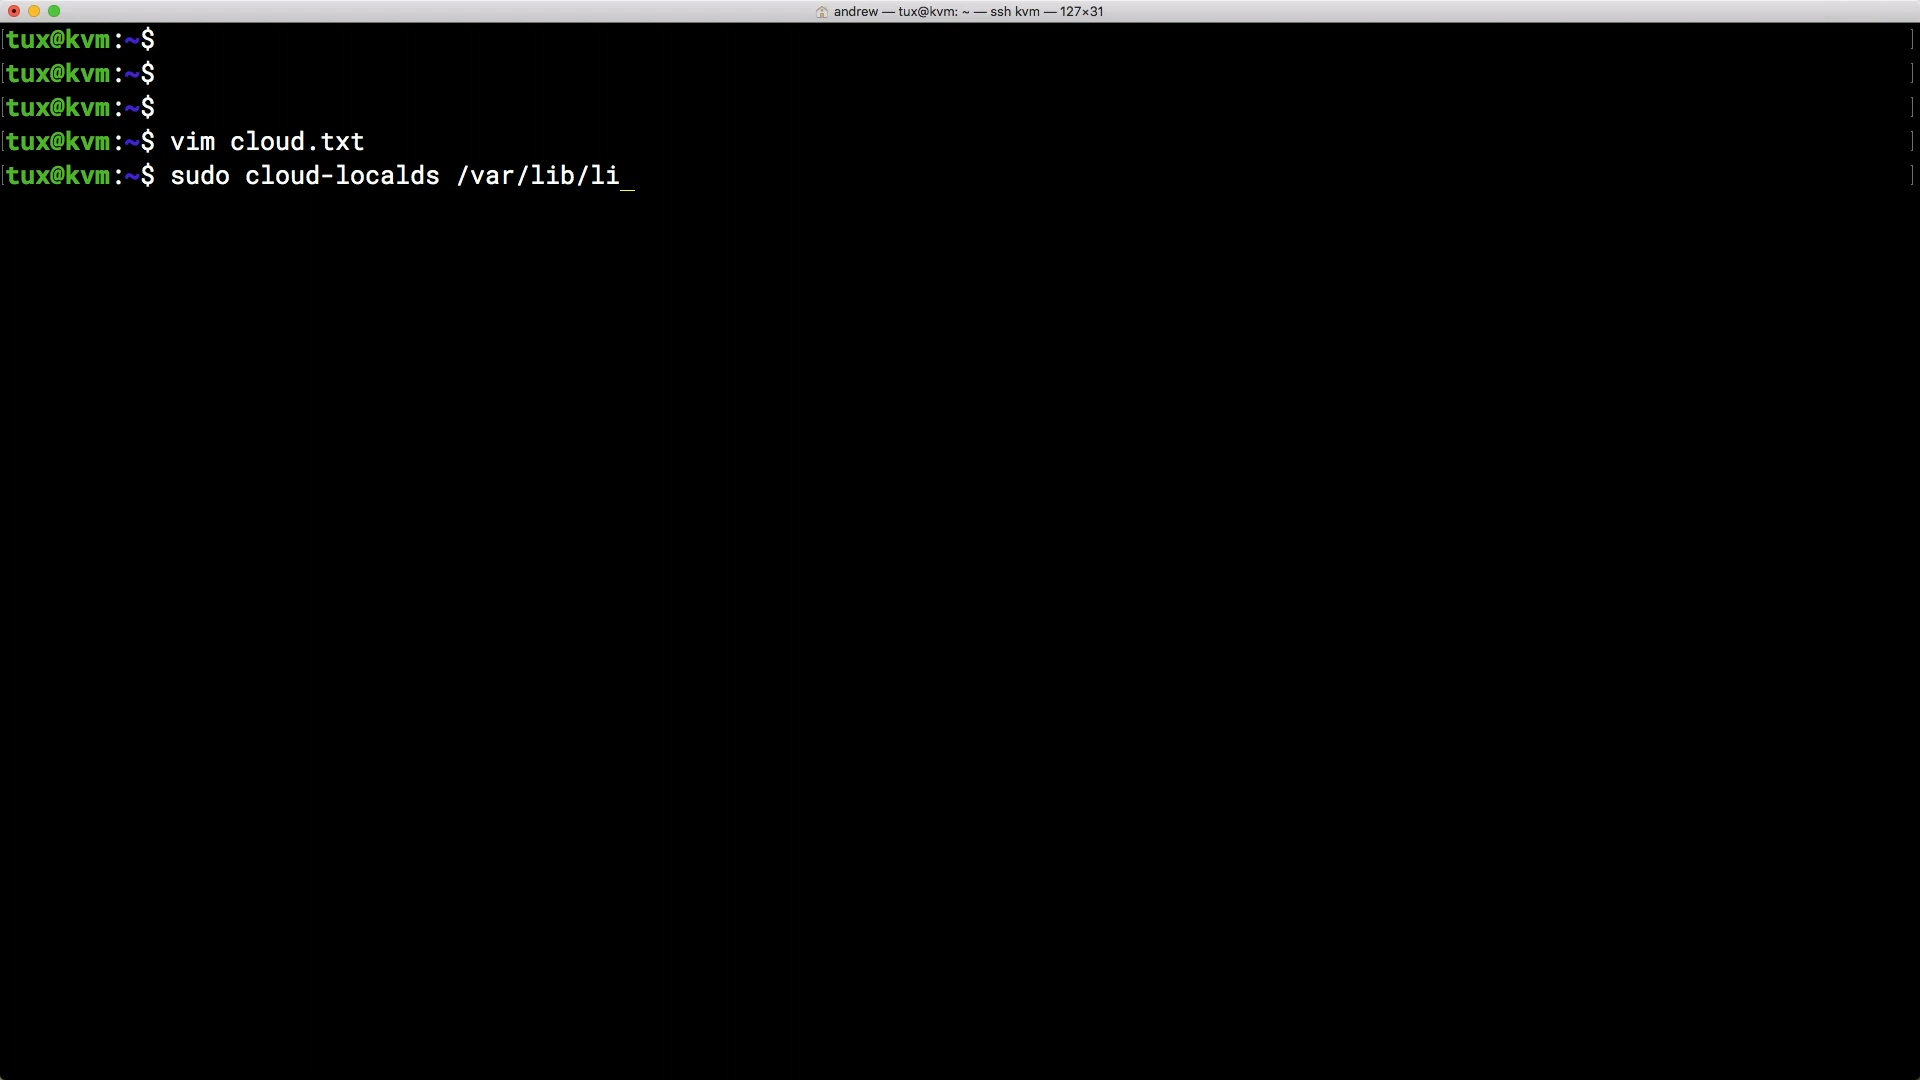 andrew — tux@kvm: ~ — ssh kvm — 127×31
tux@kvm:~$
tux@kvm:~$
tux@kvm:~$
tux@kvm:~$ vim cloud.txt
tux@kvm:~$ sudo cloud-localds /var/lib/li_